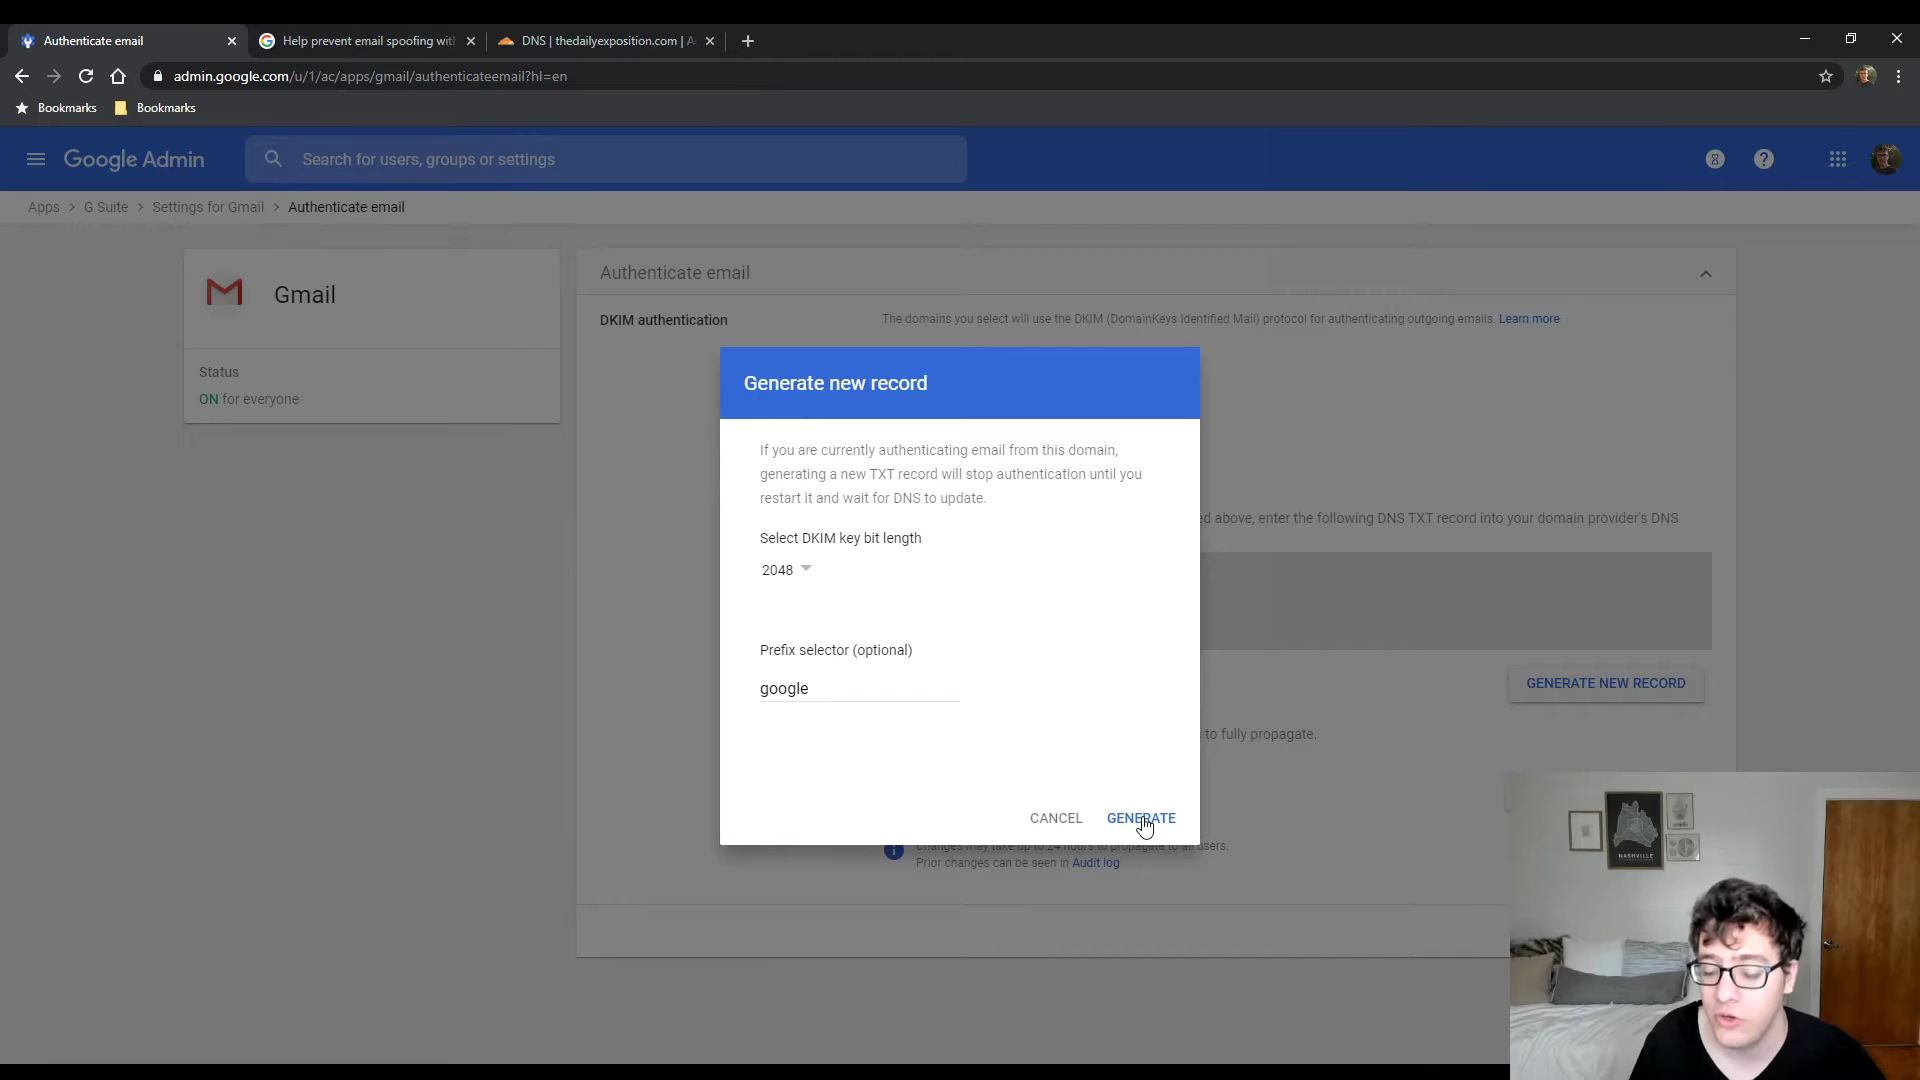 Authenticate email
Help prevent email spoofing with
DNS | thedailyexposition.com | A
admin.google.com/u/1/ac/apps/gmail/authenticateemail?hl=en
Bookmarks
Bookmarks
Google Admin
Search for users, groups or settings
Apps > G Suite > Settings for Gmail > Authenticate email
Gmail
Status
ON for everyone
Authenticate email
DKIM authentication
The domains you select will use the DKIM (DomainKeys Identified Mail) protocol for authenticating outgoing emails. Learn more
Generate new record
If you are currently authenticating email from this domain,
generating a new TXT record will stop authentication until you
restart it and wait for DNS to update.
ed above, enter the following DNS TXT record into your domain provider's DNS
Select DKIM key bit length
2048
Prefix selector (optional)
google
GENERATE NEW RECORD
to fully propagate.
CANCEL
GENERATE
Changes may take up to 24 hours to propagate to all users.
Prior changes can be seen in Audit log
NASHVILLE